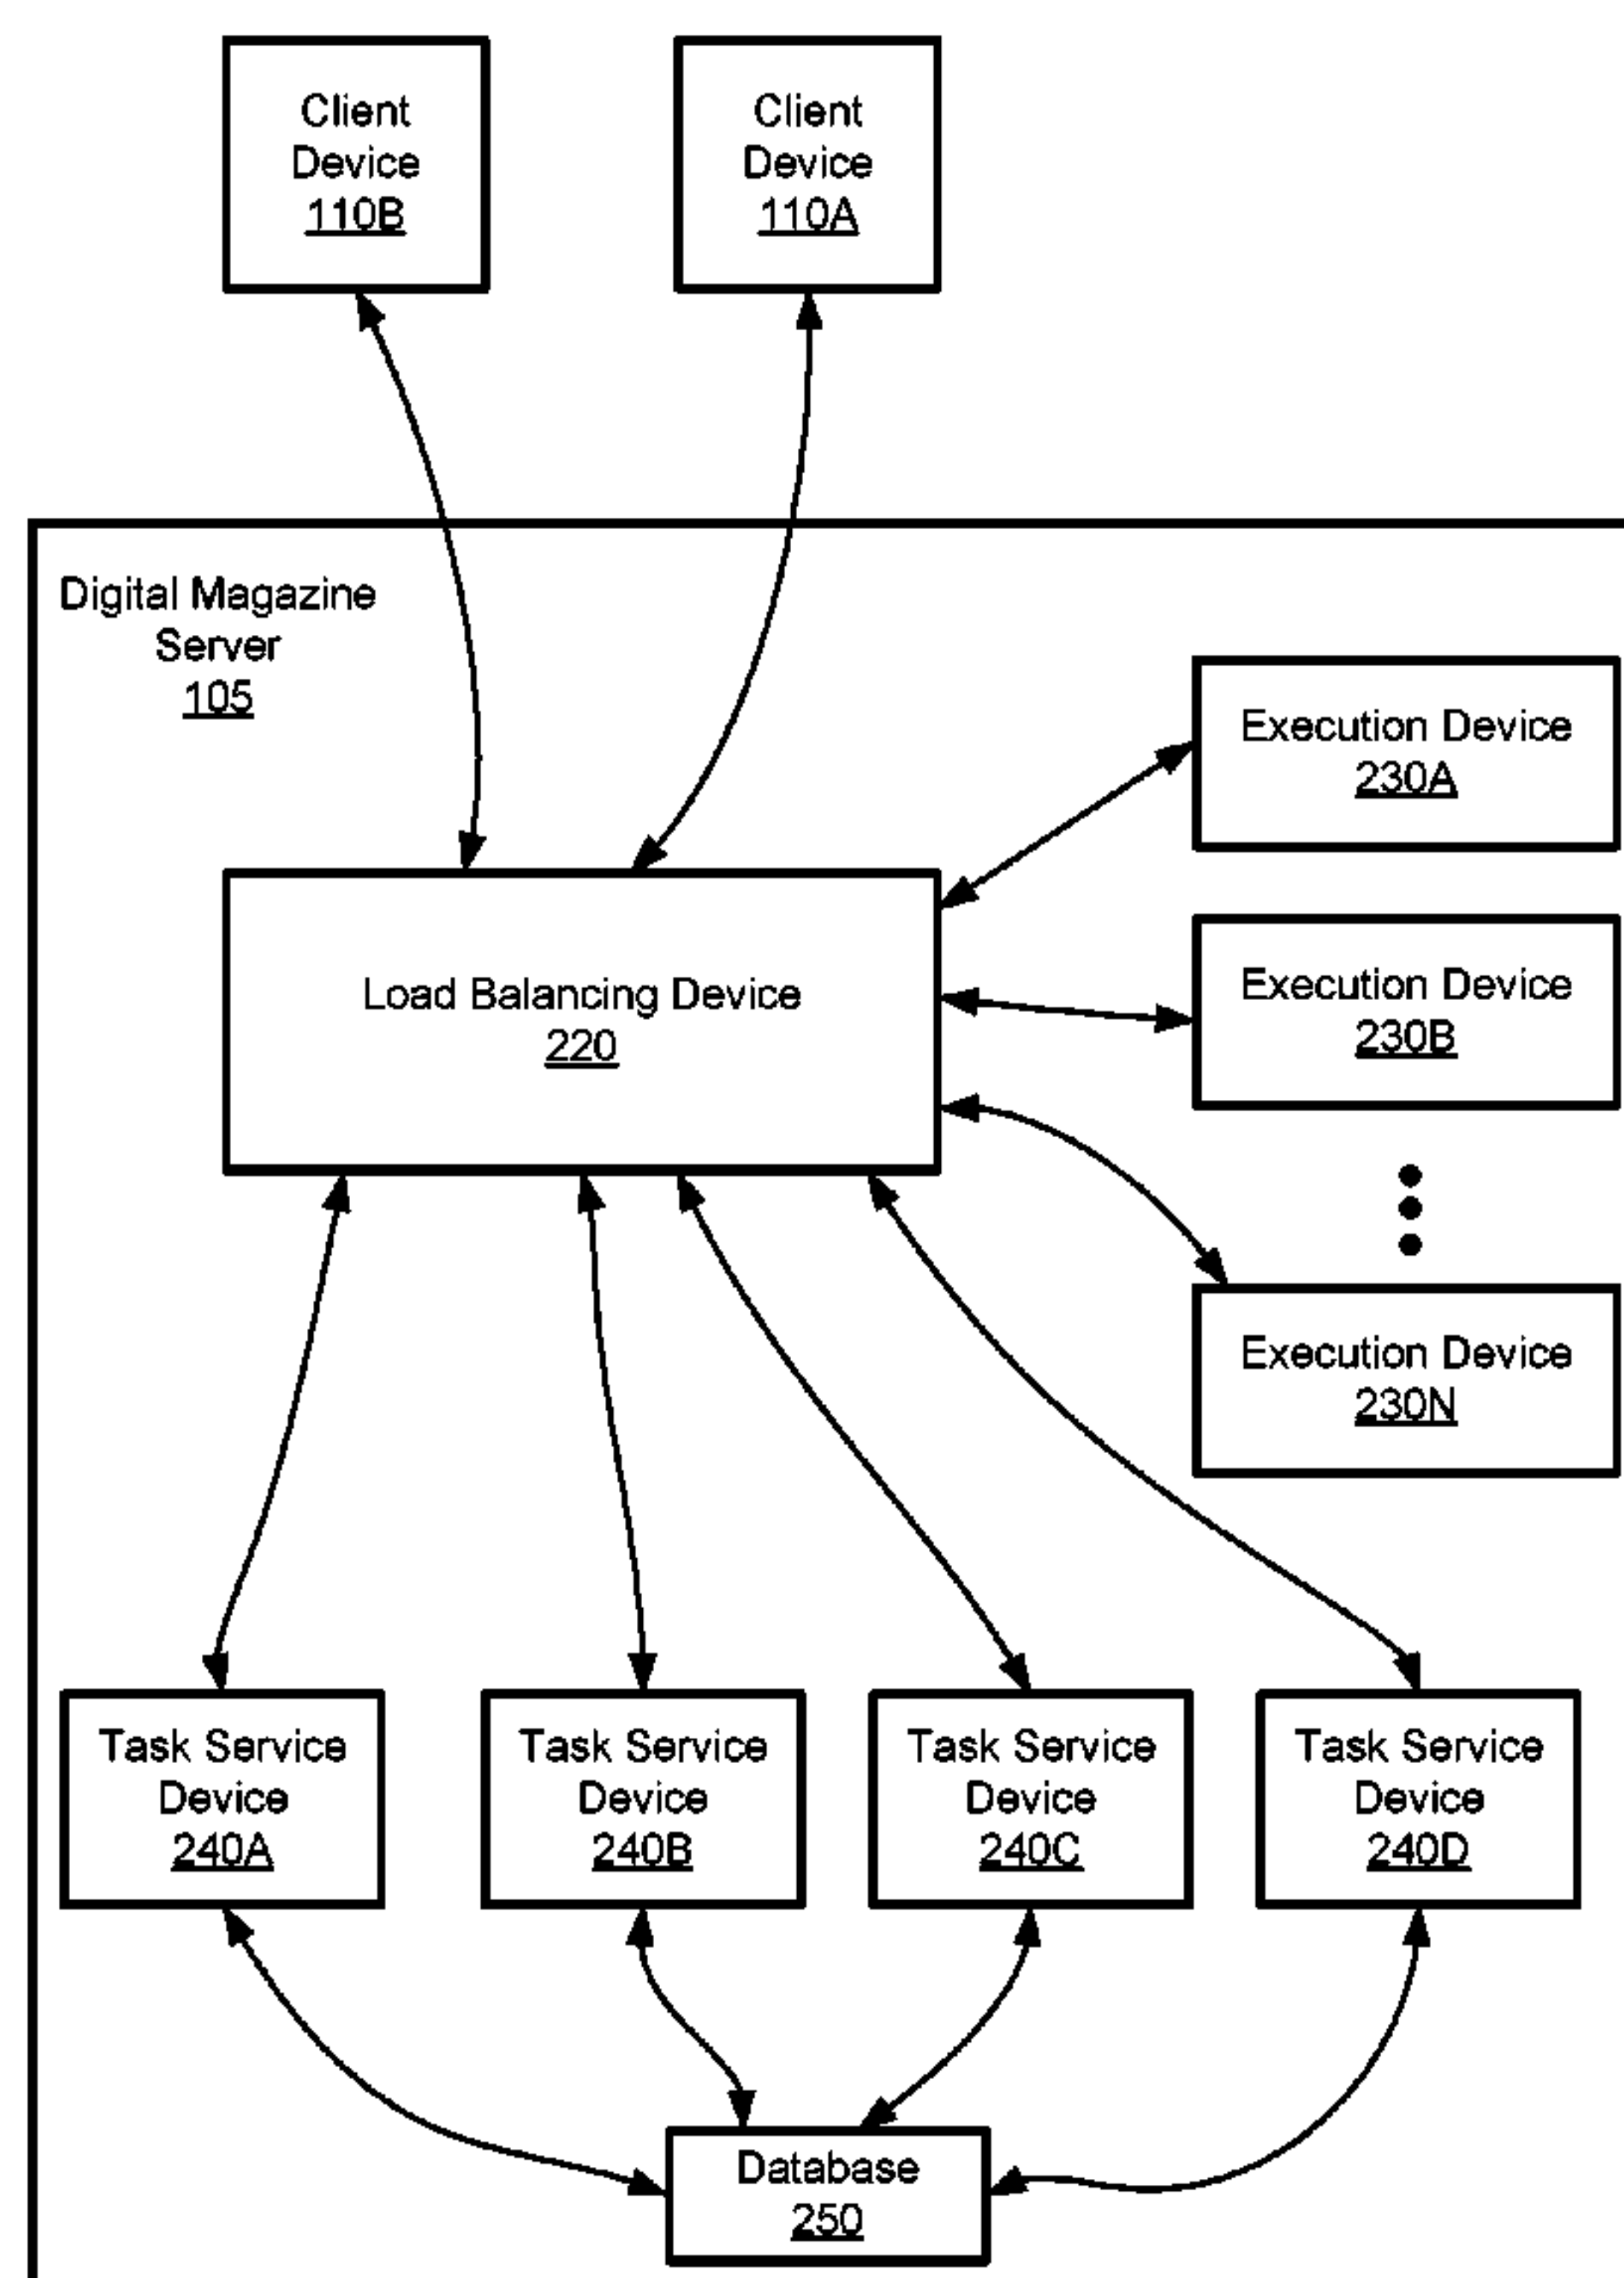 Client
Device
110B
Client
Device
110A
Digital Magazine
Server
105
Execution Device
230A
Load Balancing Device
220
Execution Device
230B
Execution Device
230N
Task Service
Device
240A
Task Service
Device
240B
Task Service
Device
240C
Task Service
Device
240D
Database
250